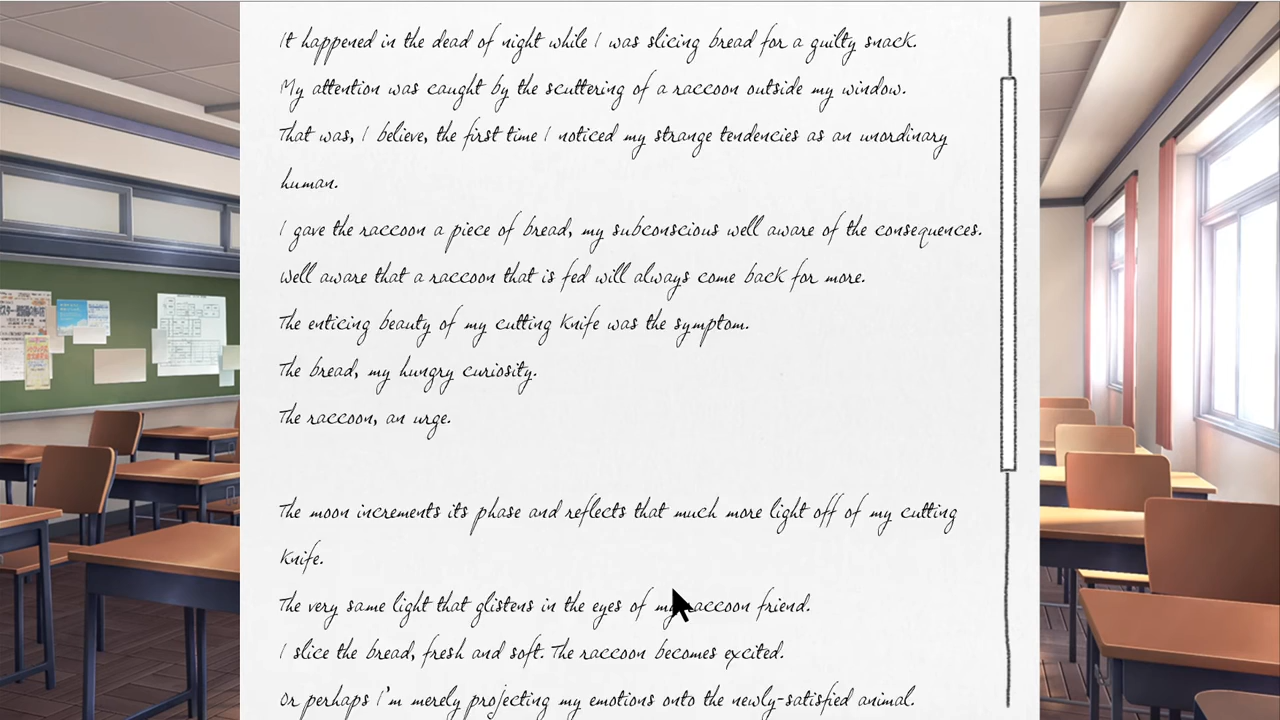 It happened in the dead of night while I was slicing bread for a guilty snack.
My attention was caught by the scuttering of a raccoon outside my window.
That was, I believe, the first time I noticed my strange tendencies as an unordinary
human.
I gave the raccoon a piece of bread, my subconscious well aware of the consequences.
Well aware that a raccoon that is fed will always come back for more.
The enticing beauty of my cutting knife was the symptom.
The bread, my hungry curiosity.
The raccoon, an urge.
The moon increments its phase and reflects that much more light off of my cutting
knife.
The very same light that glistens in the eyes of my raccoon friend.
I slice the bread, fresh and soft. The raccoon becomes excited.
Or perhaps I'm merely projecting my emotions onto the newly-satisfied animal.